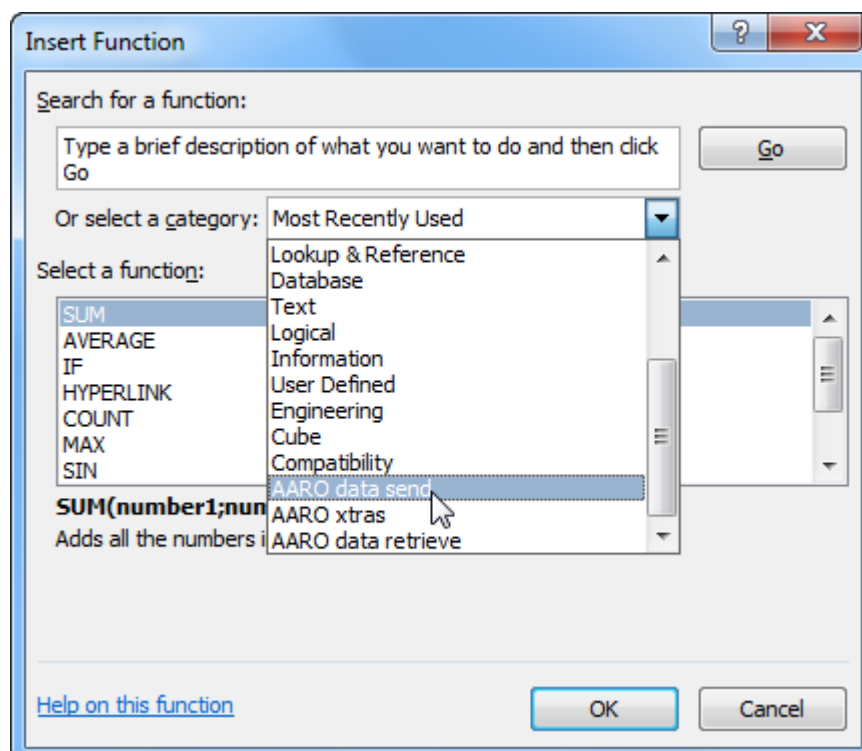 Insert Function
Search for a function:
Type a brief description of what you want to do and then click
Go
Go
Or select a category:
Most Recently Used
Lookup & Reference
Database
Text
Logical
Information
User Defined
Engineering
Cube
Compatibility
AARO data send
AARO xtras
AARO data retrieve
Select a function:
SUM
AVERAGE
IF
HYPERLINK
COUNT
MAX
SIN
SUM(number1;num
Adds all the numbers i
Help on this function
OK
Cancel